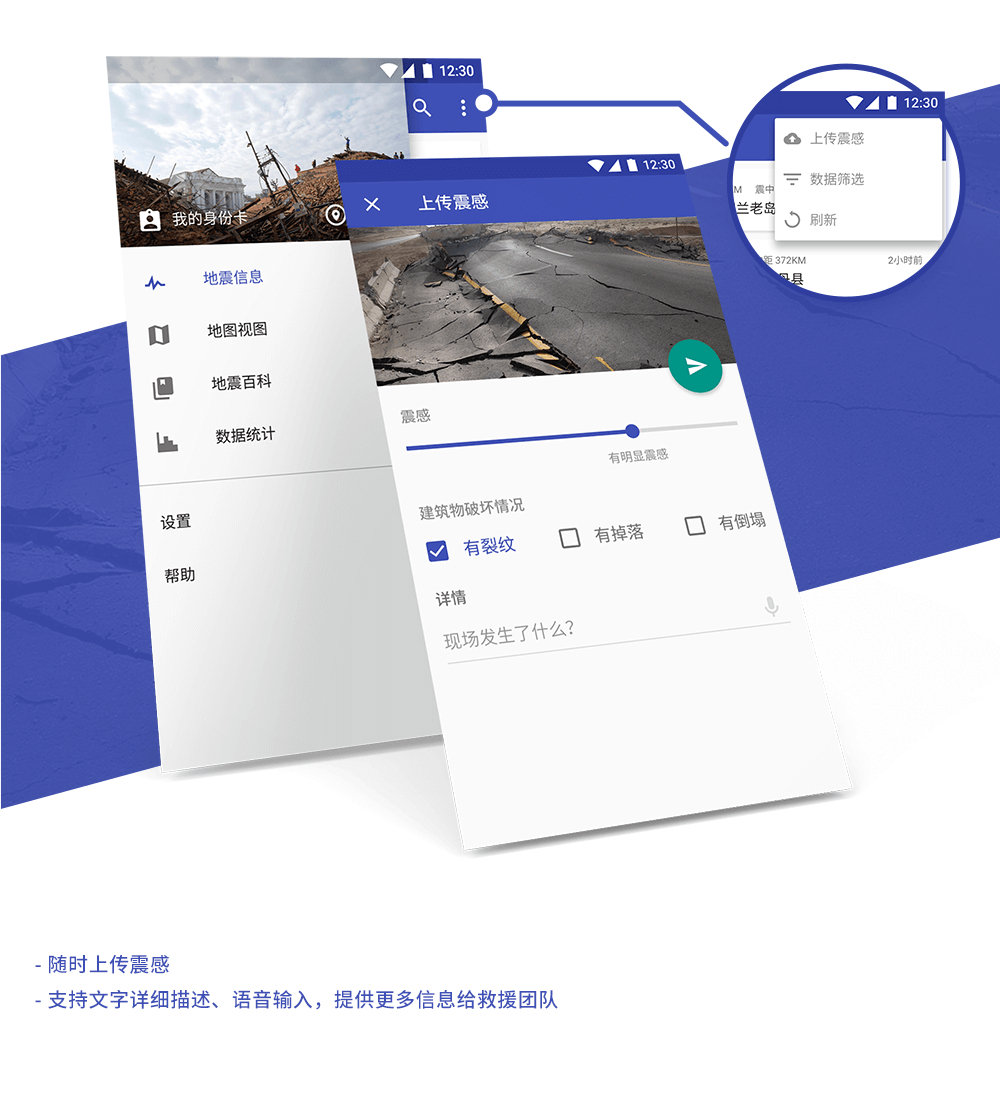 12:30
我的身份卡
地震信息
地图视图
地震百科
数据统计
设置
帮助
12:30
上传震感
震感
有明显震感
建筑物破坏情况
有裂纹
有掉落
有倒塌
详情
现场发生了什么?
12:30
上传震感
数据筛选
刷新
M 震中
兰老岛
距 372KM
2小时前
丹县
- 随时上传震感
- 支持文字详细描述、语音输入，提供更多信息给救援团队